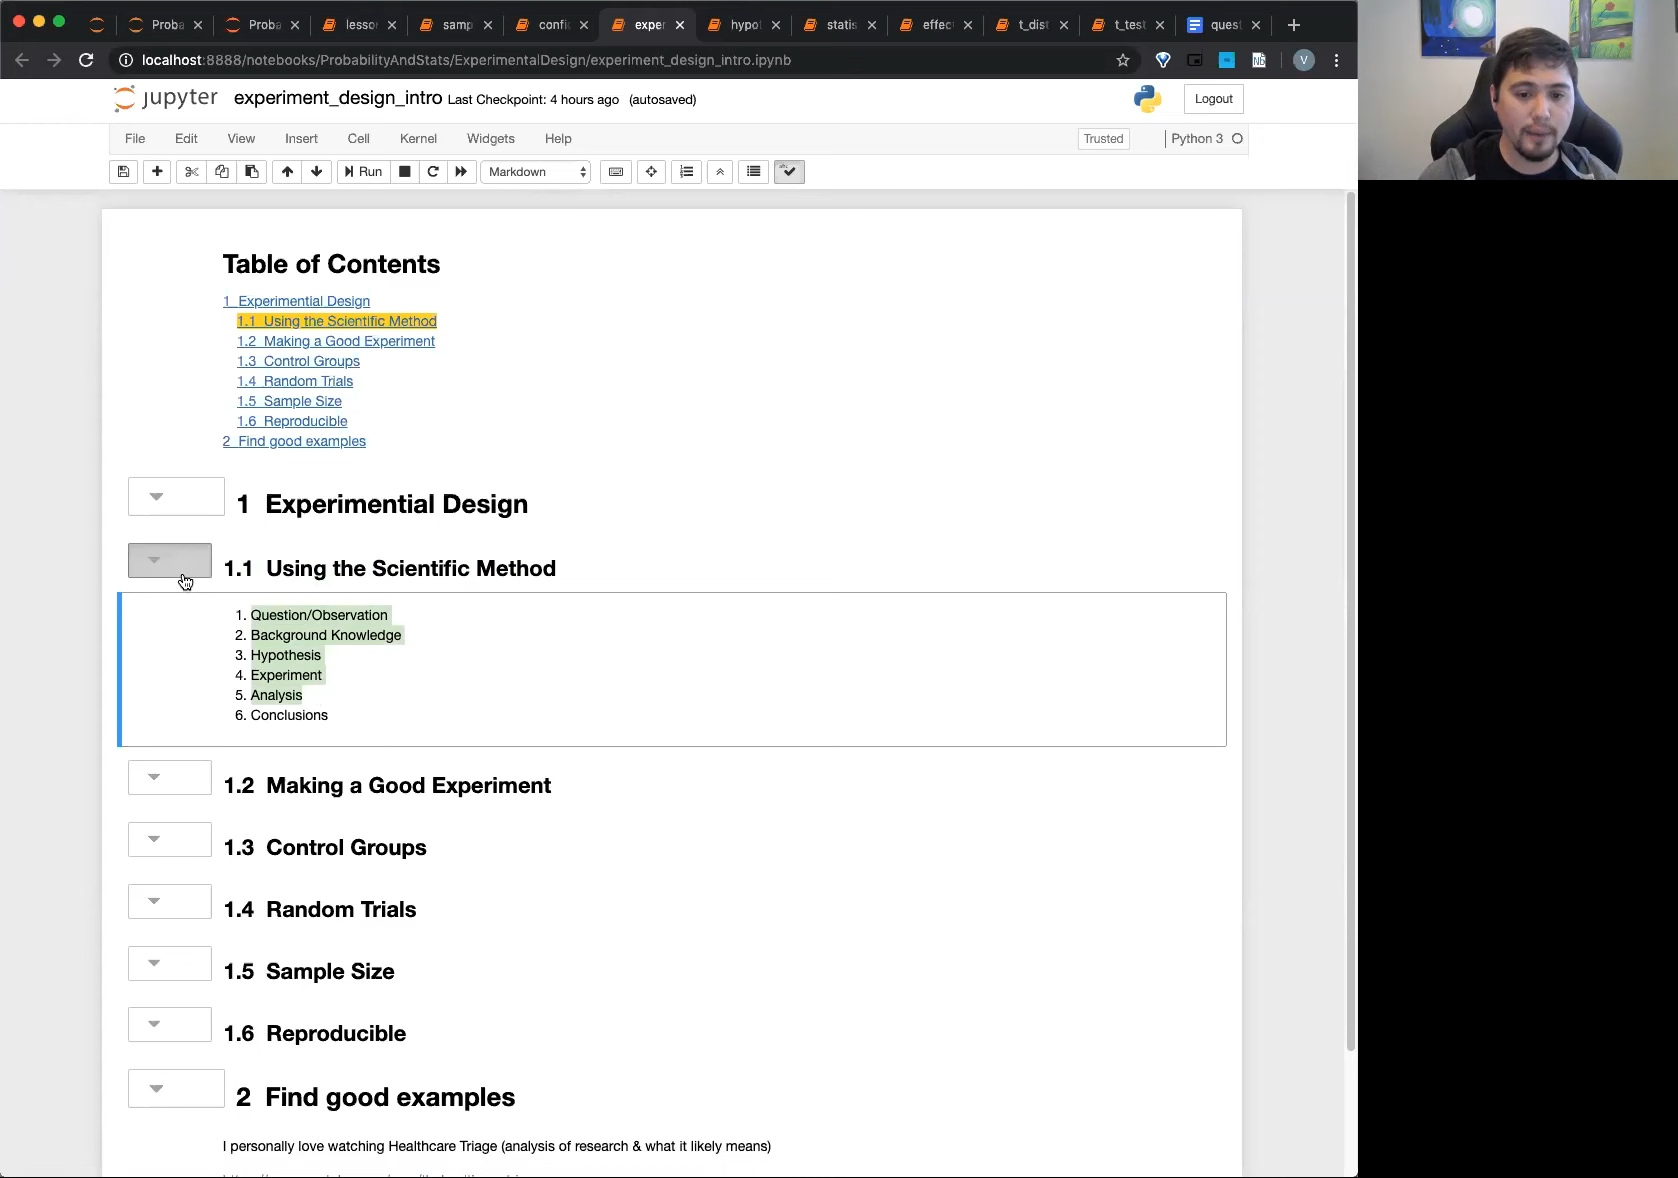 Proba
Proba
lesson
samp
confi
exper
hypo
statis
effec
t_dist
t_test
quest
localhost:8888/notebooks/ProbabilityAndStats/ExperimentalDesign/experiment_design_intro.ipynb
V
jupyter experiment_design_intro Last Checkpoint: 4 hours ago (autosaved)
Logout
File Edit View Insert Cell Kernel Widgets Help
Trusted Python 3
Run Markdown
Table of Contents
1 Experimential Design
1.1 Using the Scientific Method
1.2 Making a Good Experiment
1.3 Control Groups
1.4 Random Trials
1.5 Sample Size
1.6 Reproducible
2 Find good examples
1 Experimential Design
1.1 Using the Scientific Method
1. Question/Observation
2. Background Knowledge
3. Hypothesis
4. Experiment
5. Analysis
6. Conclusions
1.2 Making a Good Experiment
1.3 Control Groups
1.4 Random Trials
1.5 Sample Size
1.6 Reproducible
2 Find good examples
I personally love watching Healthcare Triage (analysis of research & what it likely means)